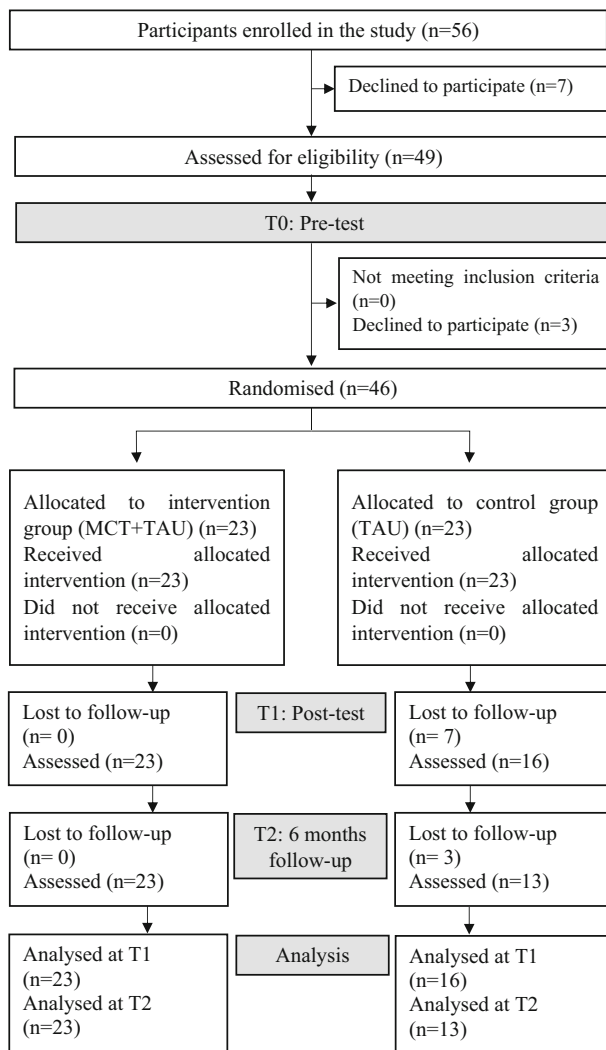 Participants enrolled in the study (n=56)
Declined to participate (n=7)
Assessed for eligibility (n=49)
T0: Pre-test
Not meeting inclusion criteria
(n=0)
Declined to participate (n=3)
Randomised (n=46)
Allocated to intervention
group (MCT+TAU) (n=23)
Received allocated
intervention (n=23)
Did not receive allocated
intervention (n=0)
Allocated to control group
(TAU) (n=23)
Received allocated
intervention (n=23)
Did not receive allocated
intervention (n=0)
Lost to follow-up
(n= 0)
Assessed (n=23)
T1: Post-test
Lost to follow-up
(n= 7)
Assessed (n=16)
Lost to follow-up
(n= 0)
Assessed (n=23)
T2: 6 months
follow-up
Lost to follow-up
(n= 3)
Assessed (n=13)
Analysed at T1
(n=23)
Analysed at T2
(n=23)
Analysis
Analysed at T1
(n=16)
Analysed at T2
(n=13)